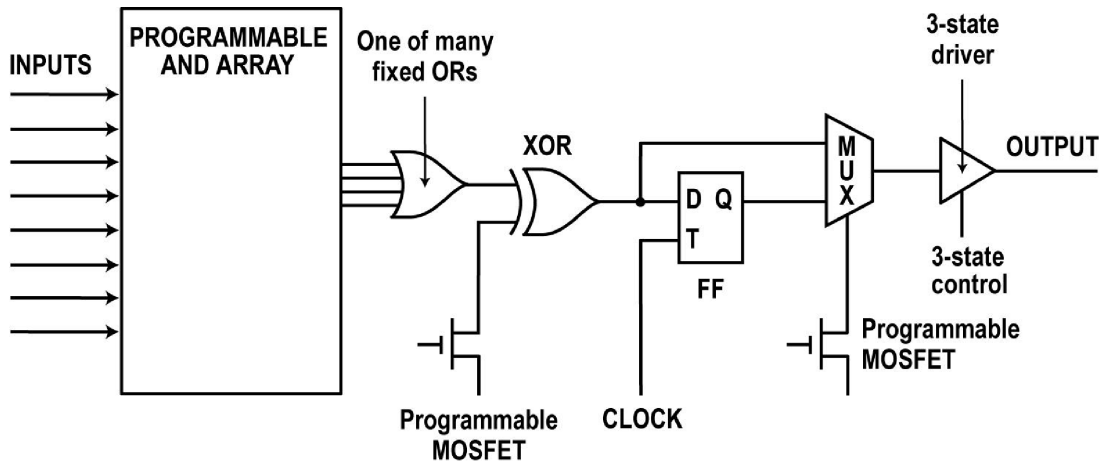 PROGRAMMABLE
AND ARRAY
INPUTS
One of many
fixed ORs
XOR
3-state
driver
M
U
X
OUTPUT
D Q
T
FF
3-state
control
Programmable
MOSFET
Programmable
MOSFET
CLOCK